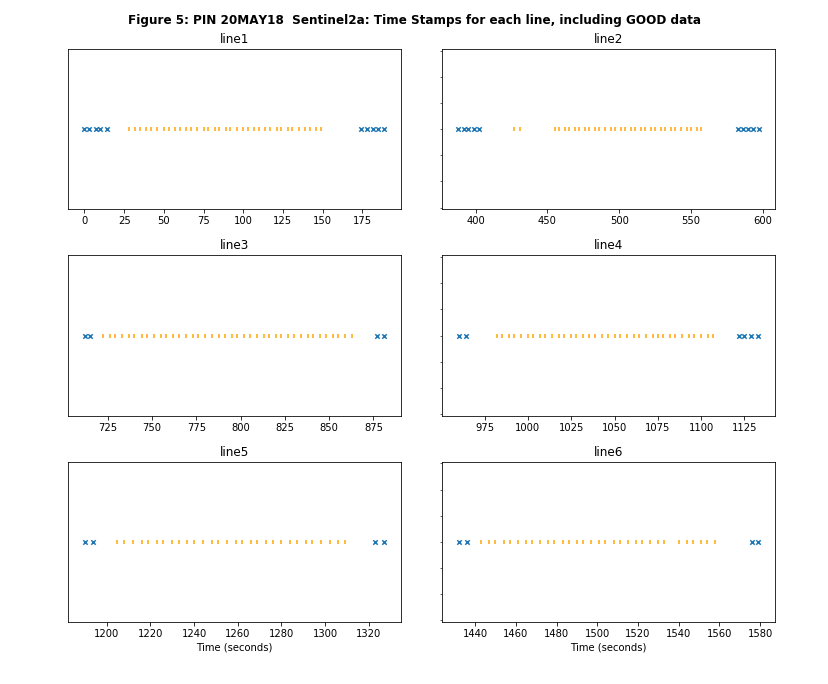 Figure 5: PIN 20MAY18  Sentinel2a: Time Stamps for each line, including GOOD data
line1
line2
0 25 50 75 100 125 150 175
400 450 500 550 600
line3
line4
725 750 775 800 825 850 875
975 1000 1025 1050 1075 1100 1125
line5
line6
1200 1220 1240 1260 1280 1300 1320
1440 1460 1480 1500 1520 1540 1560 1580
Time (seconds)
Time (seconds)